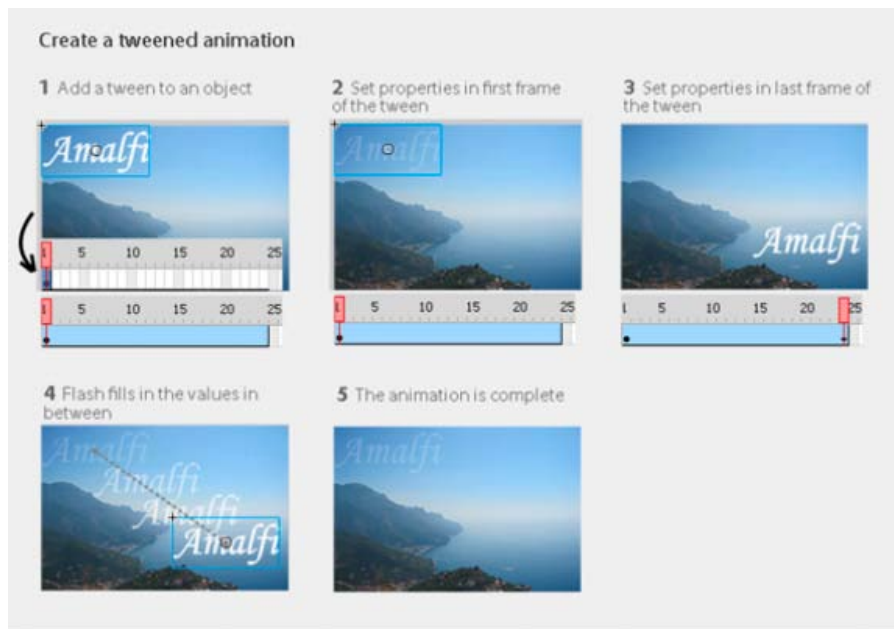 Create a tweened animation
1 Add a tween to an object
Amalfi
1 5 10 15 20 25
1 5 10 15 20 25
2 Set properties in first frame
of the tween
Amalfi
1 5 10 15 20 25
3 Set properties in last frame of
the tween
Amalfi
1 5 10 15 20 25
4 Flash fills in the values in
between
Amalfi
Amalfi
Amalfi
Amalfi
5 The animation is complete
Amalfi